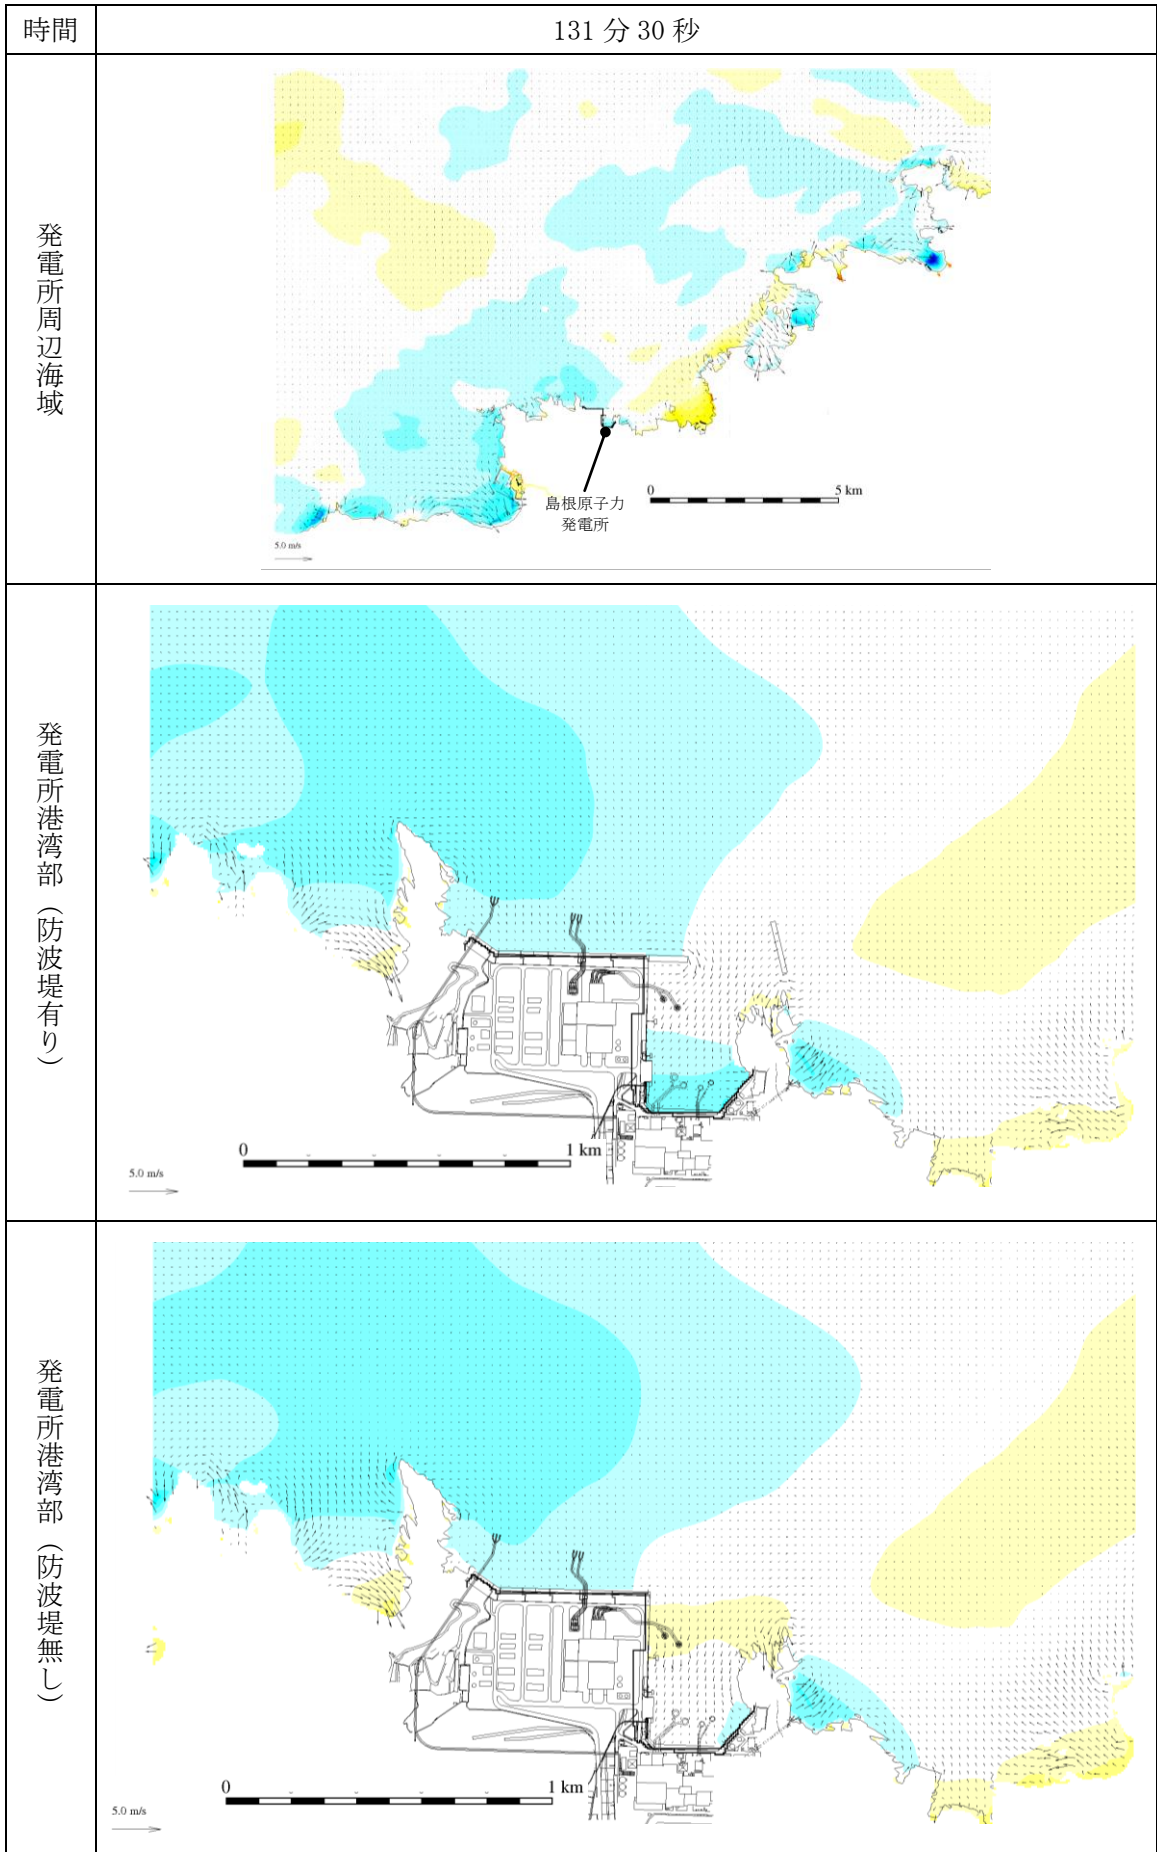 時間
131 分 30 秒
発電所周辺海域
島根原子力
発電所
0
5 km
5.0 m/s
発電所港湾部（防波堤有り）
0
1 km
5.0 m/s
発電所港湾部（防波堤無し）
0
1 km
5.0 m/s